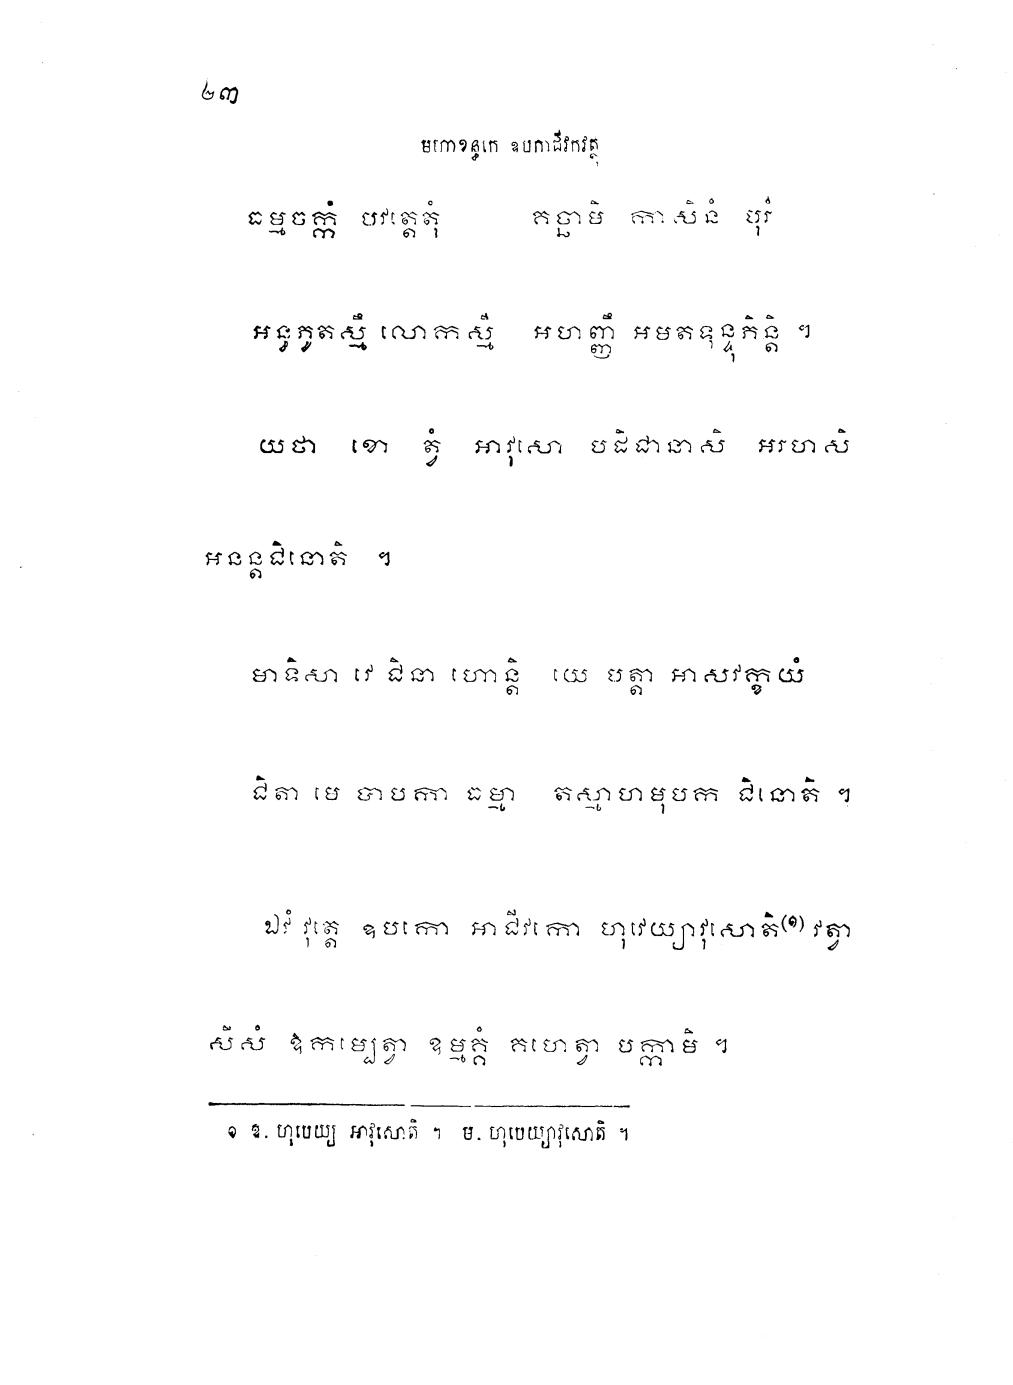 ២៣
មហាខន្ធកេ ឧបកាជីវកវត្ថុ
ធម្មចក្កំ បវត្តេតុំ គច្ឆាមិ កាសិនំ បុរំ
អន្ធភូតស្មឹ លោកស្មឹ អហញ្ញឹ អមតទុន្ទុភិន្តិ ។
យថា ខោ ត្វំ អាវុសោ បដិជានាសិ អរហសិ
អនន្តជិនោតិ ។
មាទិសា វេ ជិនា ហោន្តិ យេ បត្តា អាសវក្ខយំ
ជិតា មេ បាបកា ធម្មា តស្មាហមុបក ជិនោតិ ។
ឯវំ វុត្តេ ឧបកោ អាជីវកោ ហុវេយ្យាវុសោតិ(១) វត្វា
សីសំ ឱកម្បេត្វា ឧម្មគ្គំ គហេត្វា បក្កាមិ ។
១ ឱ. ហុបេយ្យ អាវុសោតិ ។ ម. ហុបេយ្យាវុសោតិ ។